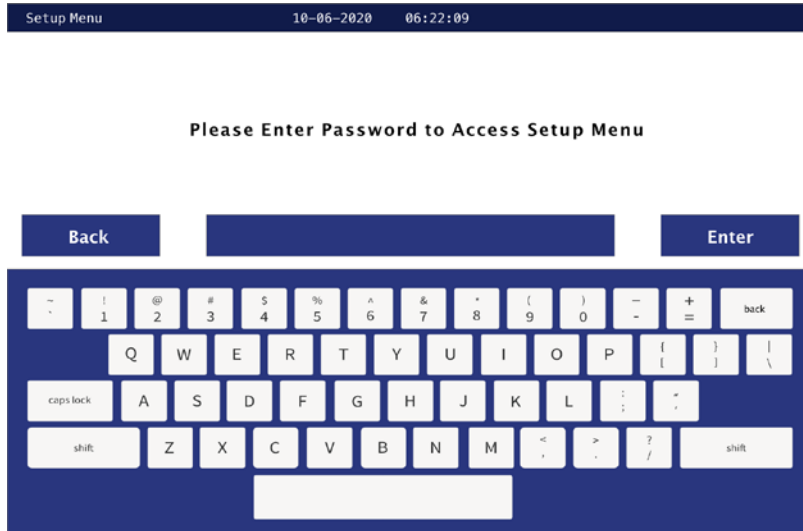 Setup Menu 10-06-2020 06:22:09
Please Enter Password to Access Setup Menu
Back Enter
~ ! @ # $ % ^ & * ( ) — +
` 1 2 3 4 5 6 7 8 9 0 - = back
Q W E R T Y U I O P { } |
[ ] \
caps lock A S D F G H J K L : "
; '
shift Z X C V B N M < > ? shift
, . /